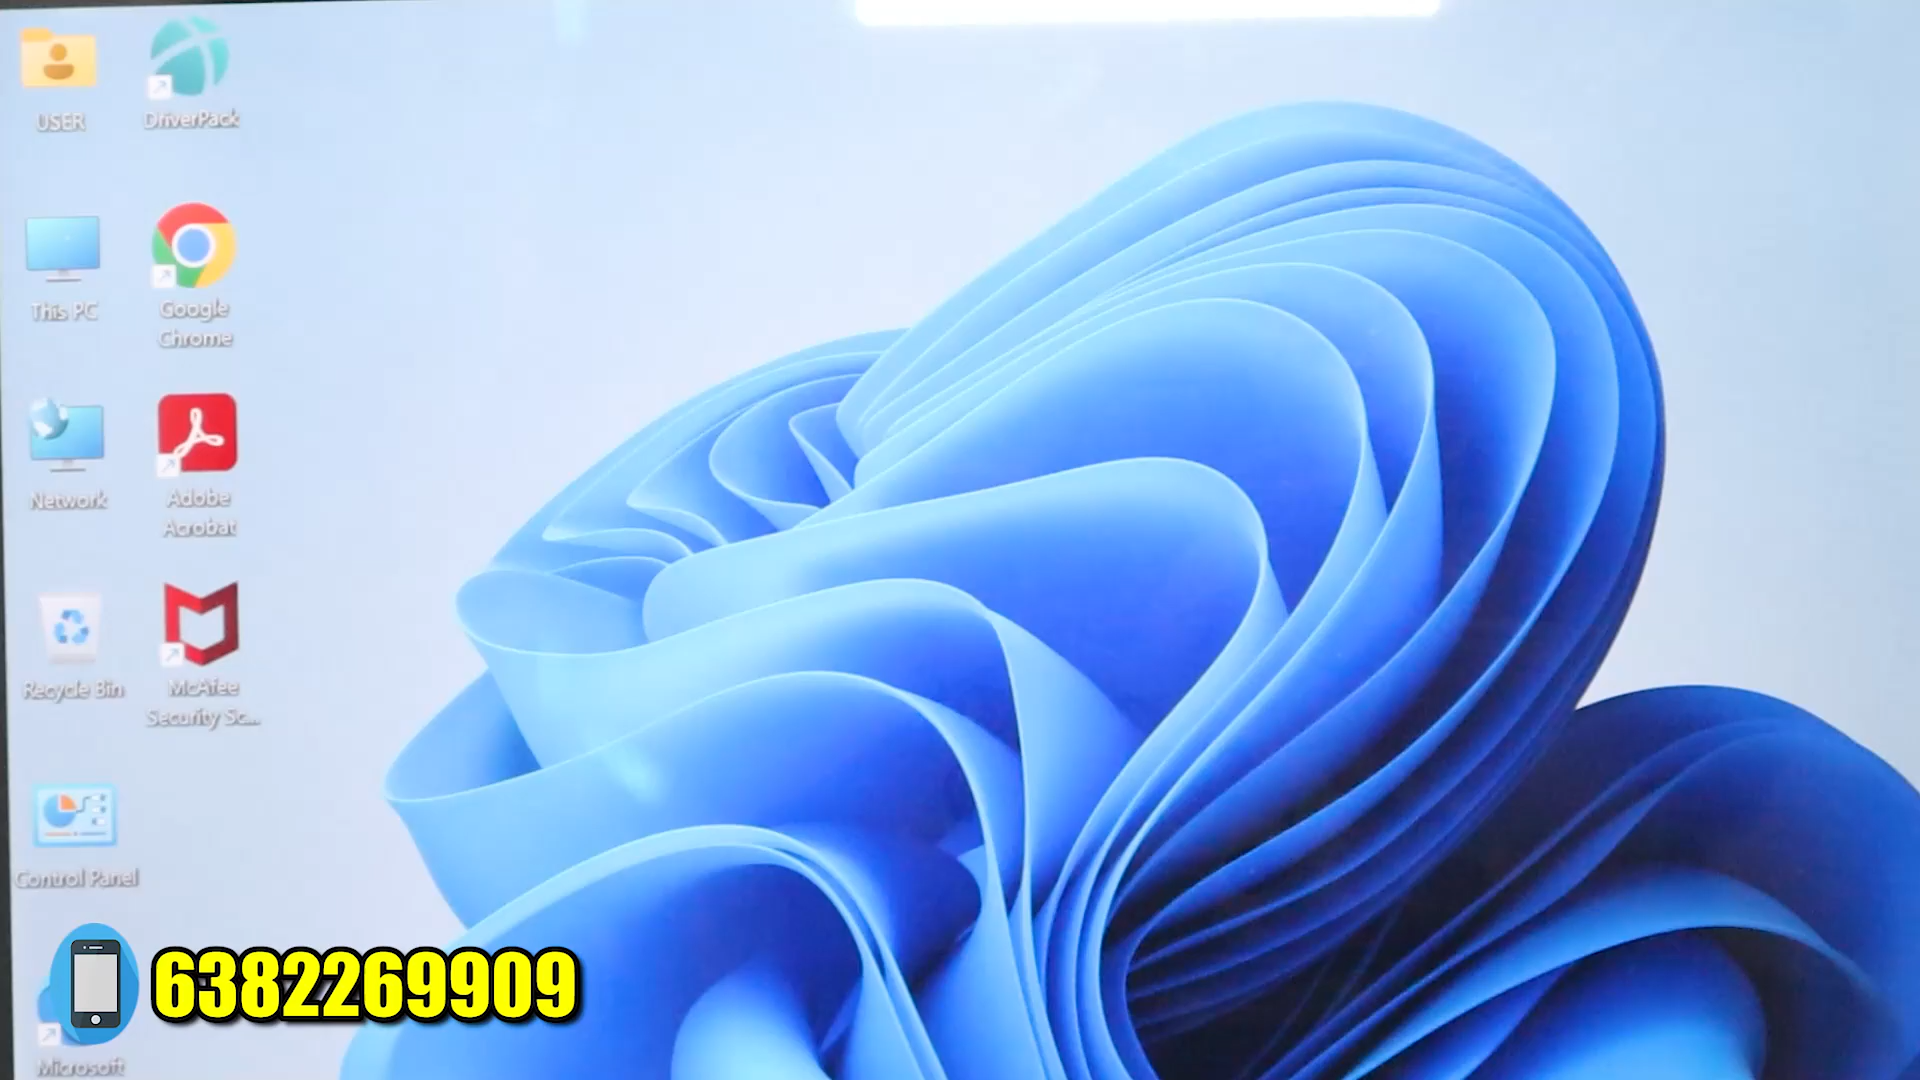 USER
DriverPack
This PC
Google
Chrome
Network
Adobe
Acrobat
Recycle Bin
McAfee
Security Sc...
Control Panel
6382269909
Microsoft